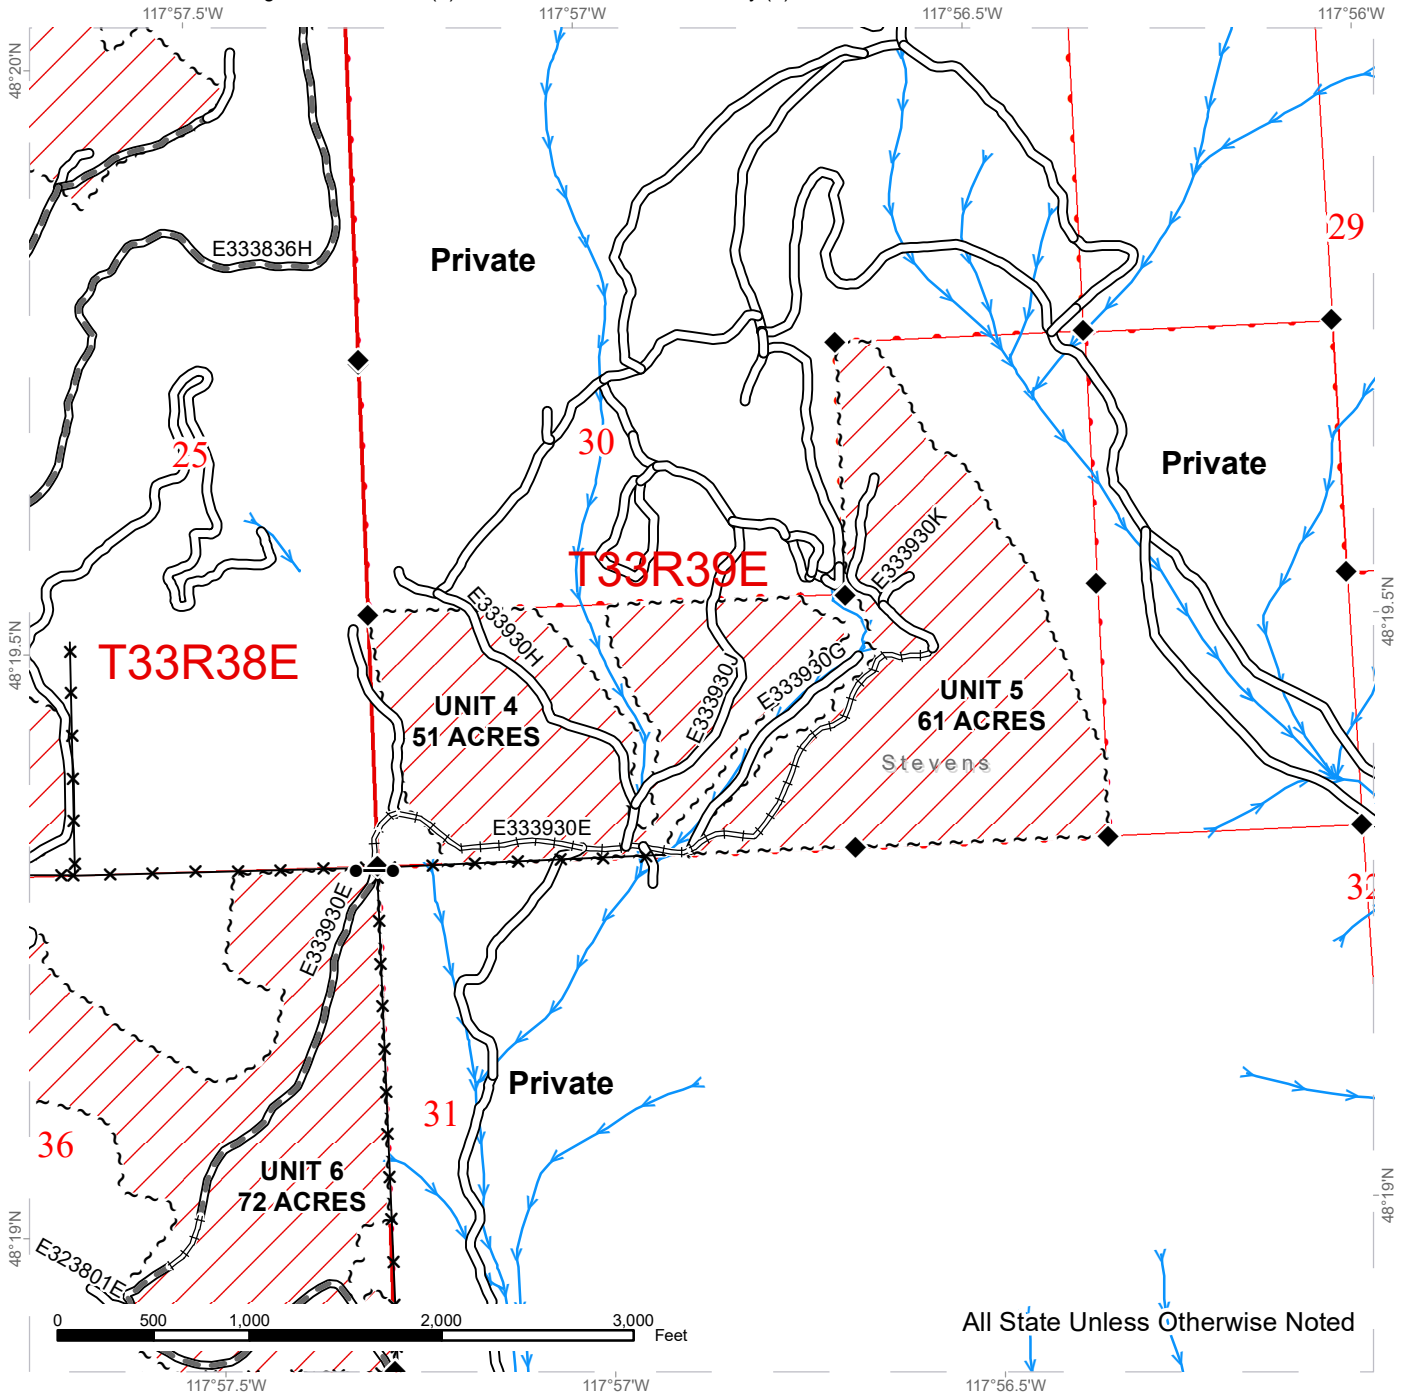 117°57.5'W
117°57'W
117°56.5'W
117°56'W
48°20'N
29
E333836H
Private
30
Private
25
E333930K
T33R39E
48°19.5'N
48°19.5'N
E333930H
T33R38E
E333930J
E333930G
UNIT 4
51 ACRES
UNIT 5
61 ACRES
Stevens
E333930E
32
E333930E
Private
31
36
UNIT 6
72 ACRES
48°19'N
48°19'N
E323801E
0 500 1,000 2,000 3,000
Feet
All State Unless Otherwise Noted
117°57.5'W
117°57'W
117°56.5'W